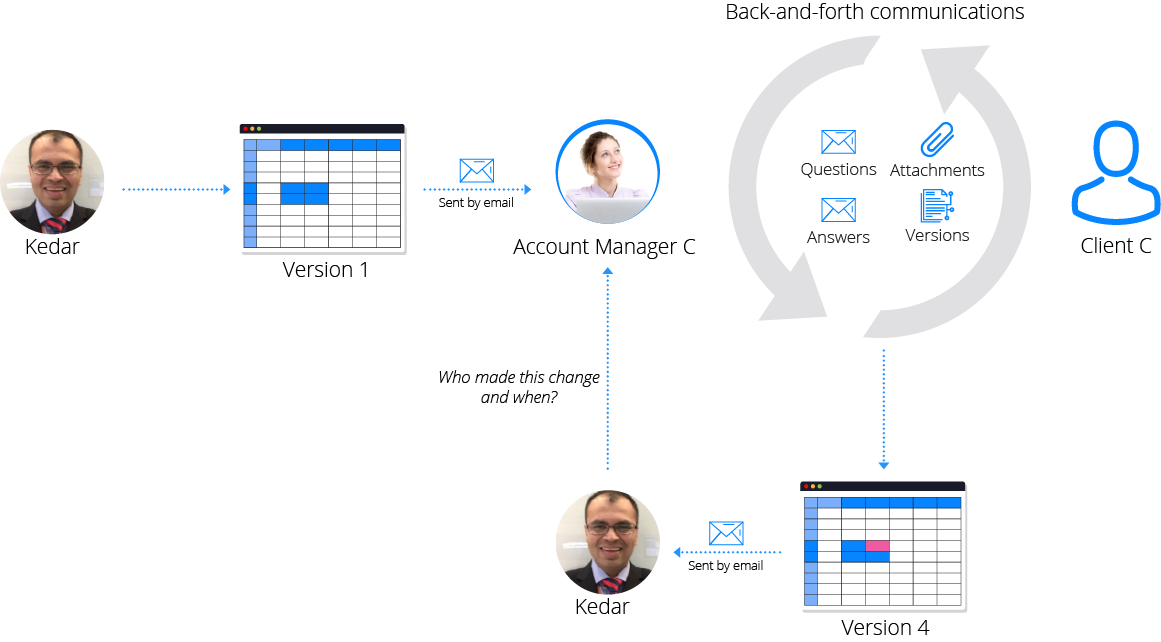 Back-and-forth communications
Questions
Attachments
Answers
Versions
Sent by email
Kedar
Version 1
Account Manager C
Client C
Who made this change
and when?
Sent by email
Kedar
Version 4